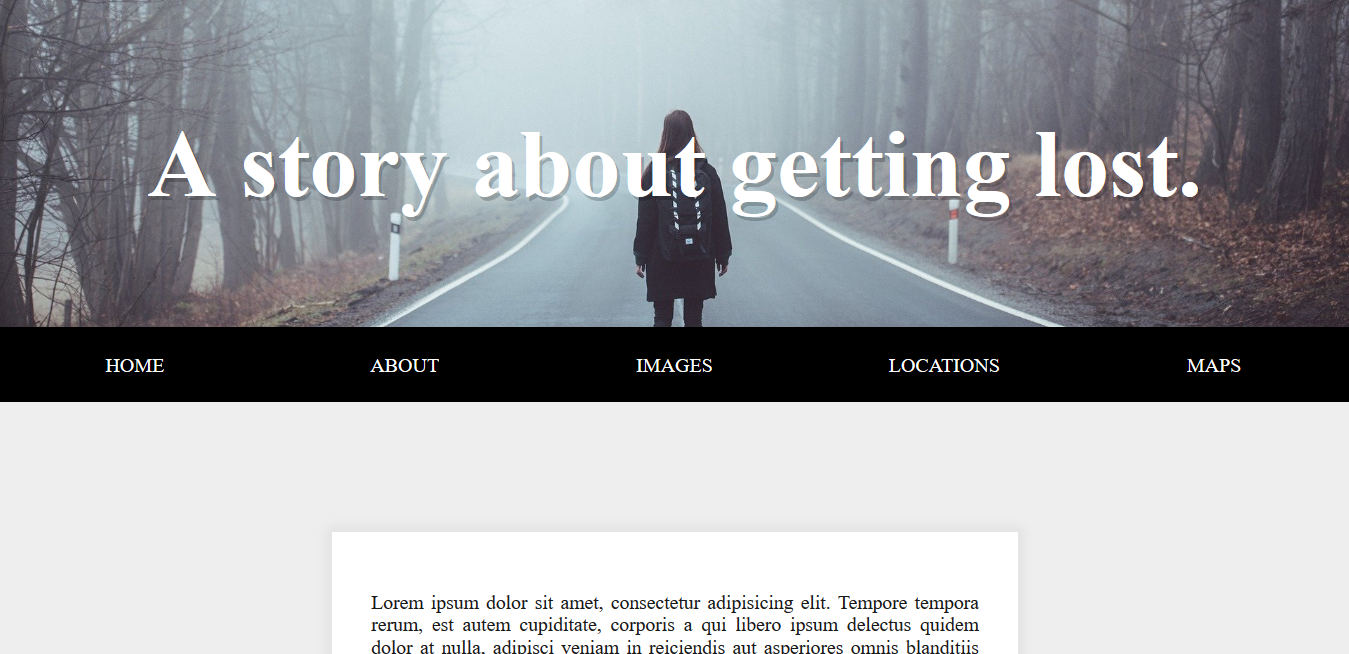 A story about getting lost.
HOME ABOUT IMAGES LOCATIONS MAPS
Lorem ipsum dolor sit amet, consectetur adipisicing elit. Tempore tempora
rerum, est autem cupiditate, corporis a qui libero ipsum delectus quidem
dolor at nulla, adipisci veniam in reiciendis aut asperiores omnis blanditiis